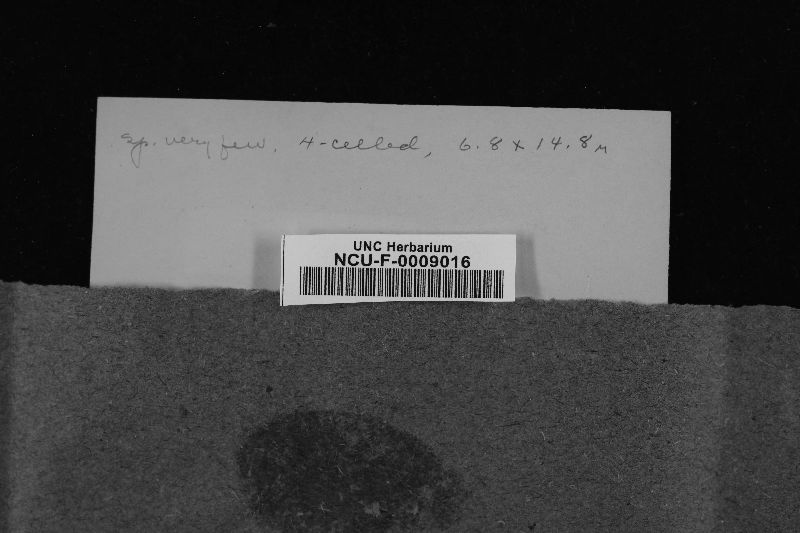 sp. very few. 4-celled, 6.8 x 14.8 µ
UNC Herbarium
NCU-F-0009016